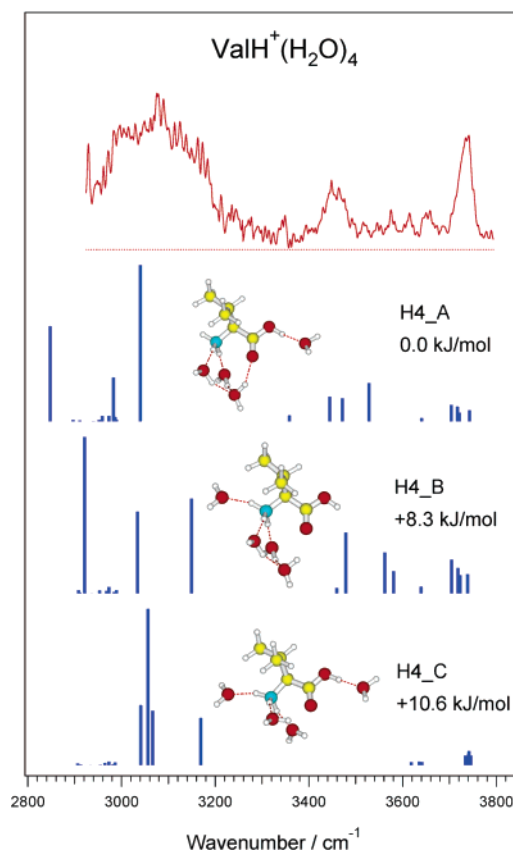 ValH⁺(H₂O)₄
H4_A
0.0 kJ/mol
H4_B
+8.3 kJ/mol
H4_C
+10.6 kJ/mol
2800 3000 3200 3400 3600 3800
Wavenumber / cm⁻¹